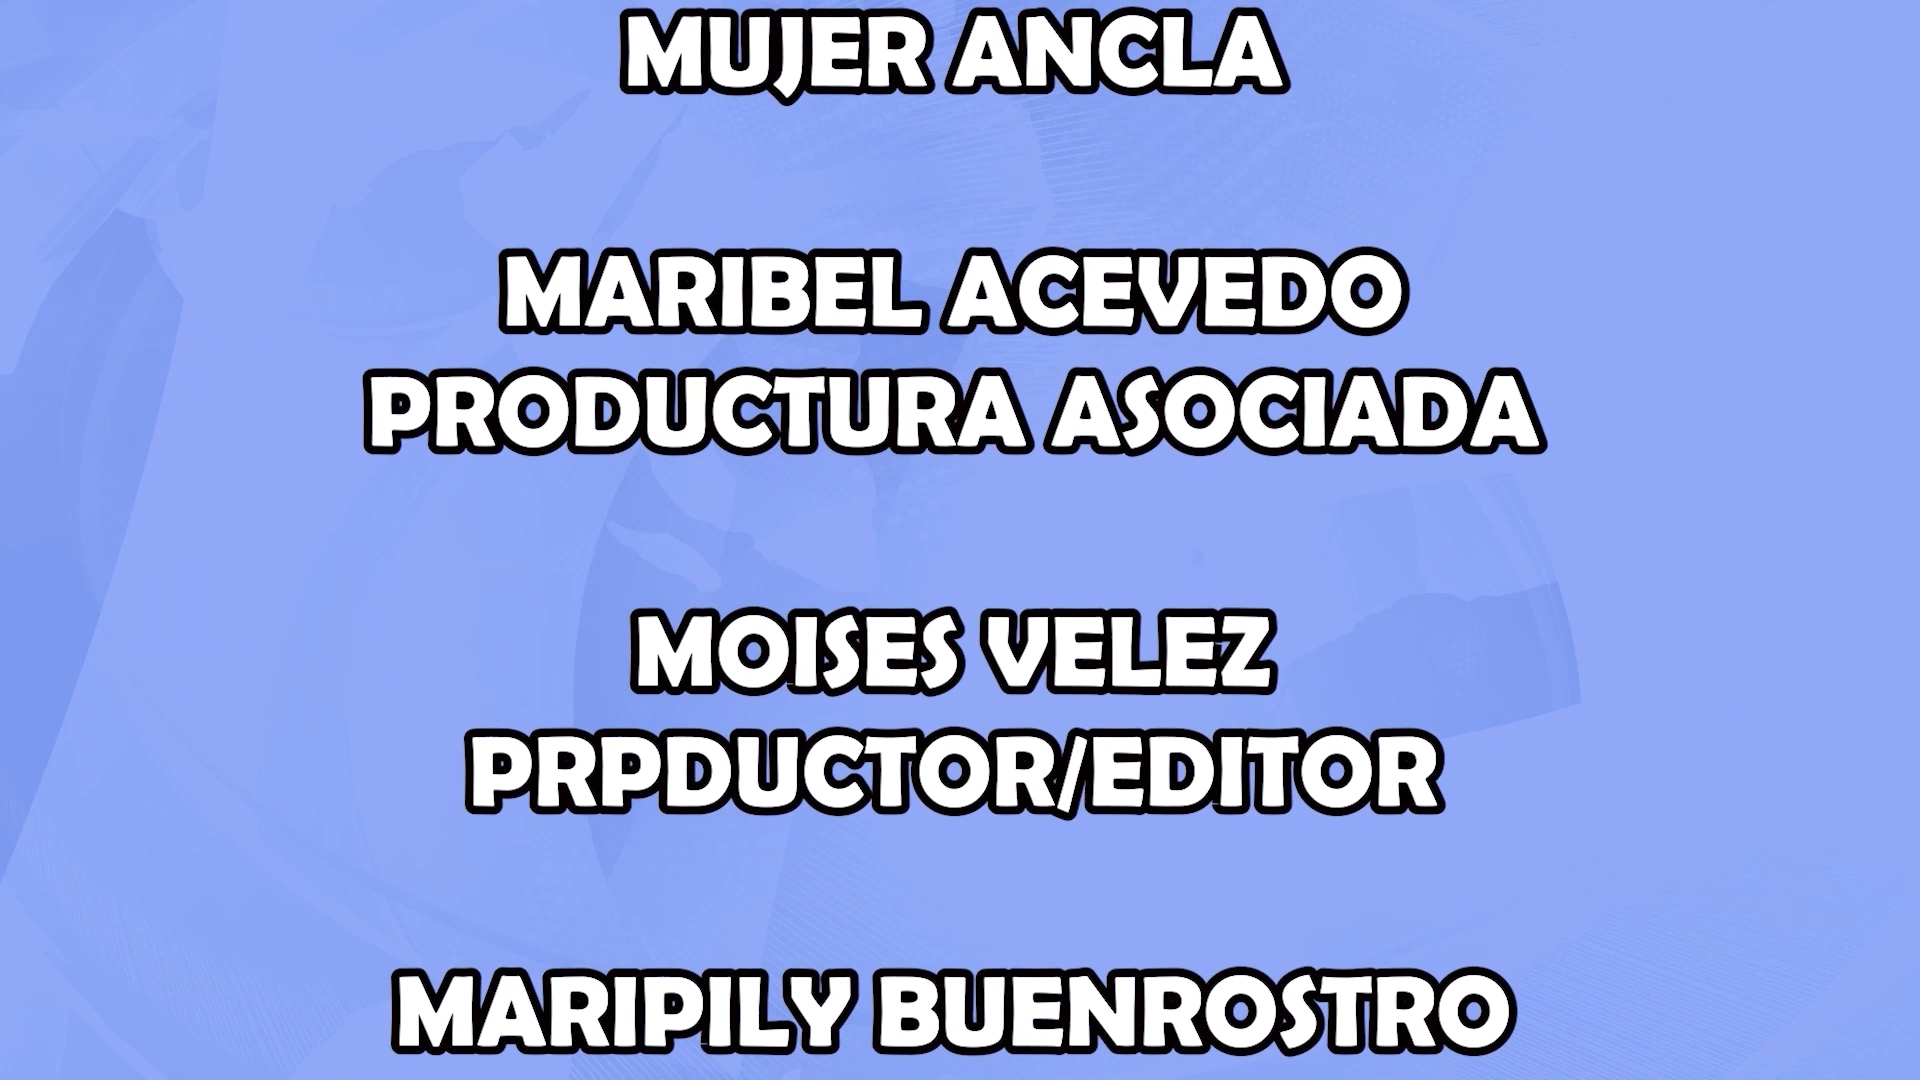 MUJER ANCLA
MARIBEL ACEVEDO
PRODUCTURA ASOCIADA
MOISES VELEZ
PRPDUCTOR/EDITOR
MARIPILY BUENROSTRO